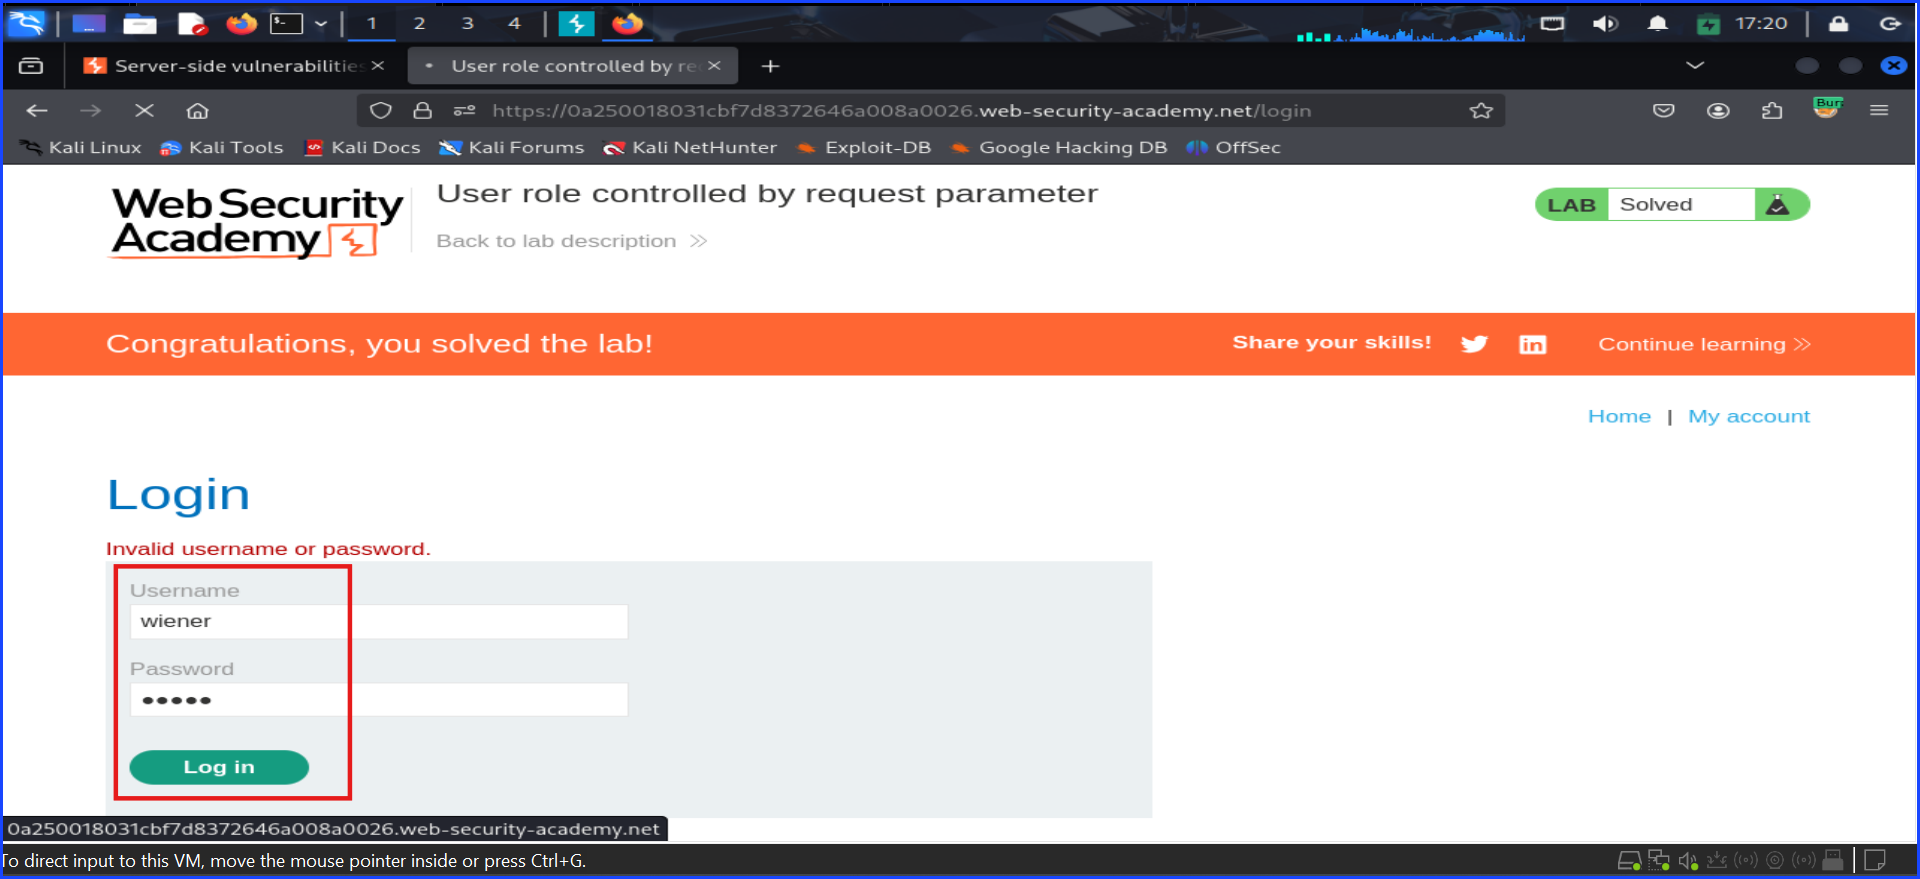 1 2 3 4 17:20
Server-side vulnerabilities User role controlled by re
https://0a250018031cbf7d8372646a008a0026.web-security-academy.net/login
Kali Linux Kali Tools Kali Docs Kali Forums Kali NetHunter Exploit-DB Google Hacking DB OffSec
Web Security
Academy
User role controlled by request parameter
Back to lab description
LAB Solved
Congratulations, you solved the lab!
Share your skills!
Continue learning
Home | My account
Login
Invalid username or password.
Username
wiener
Password
•••••
Log in
0a250018031cbf7d8372646a008a0026.web-security-academy.net
To direct input to this VM, move the mouse pointer inside or press Ctrl+G.